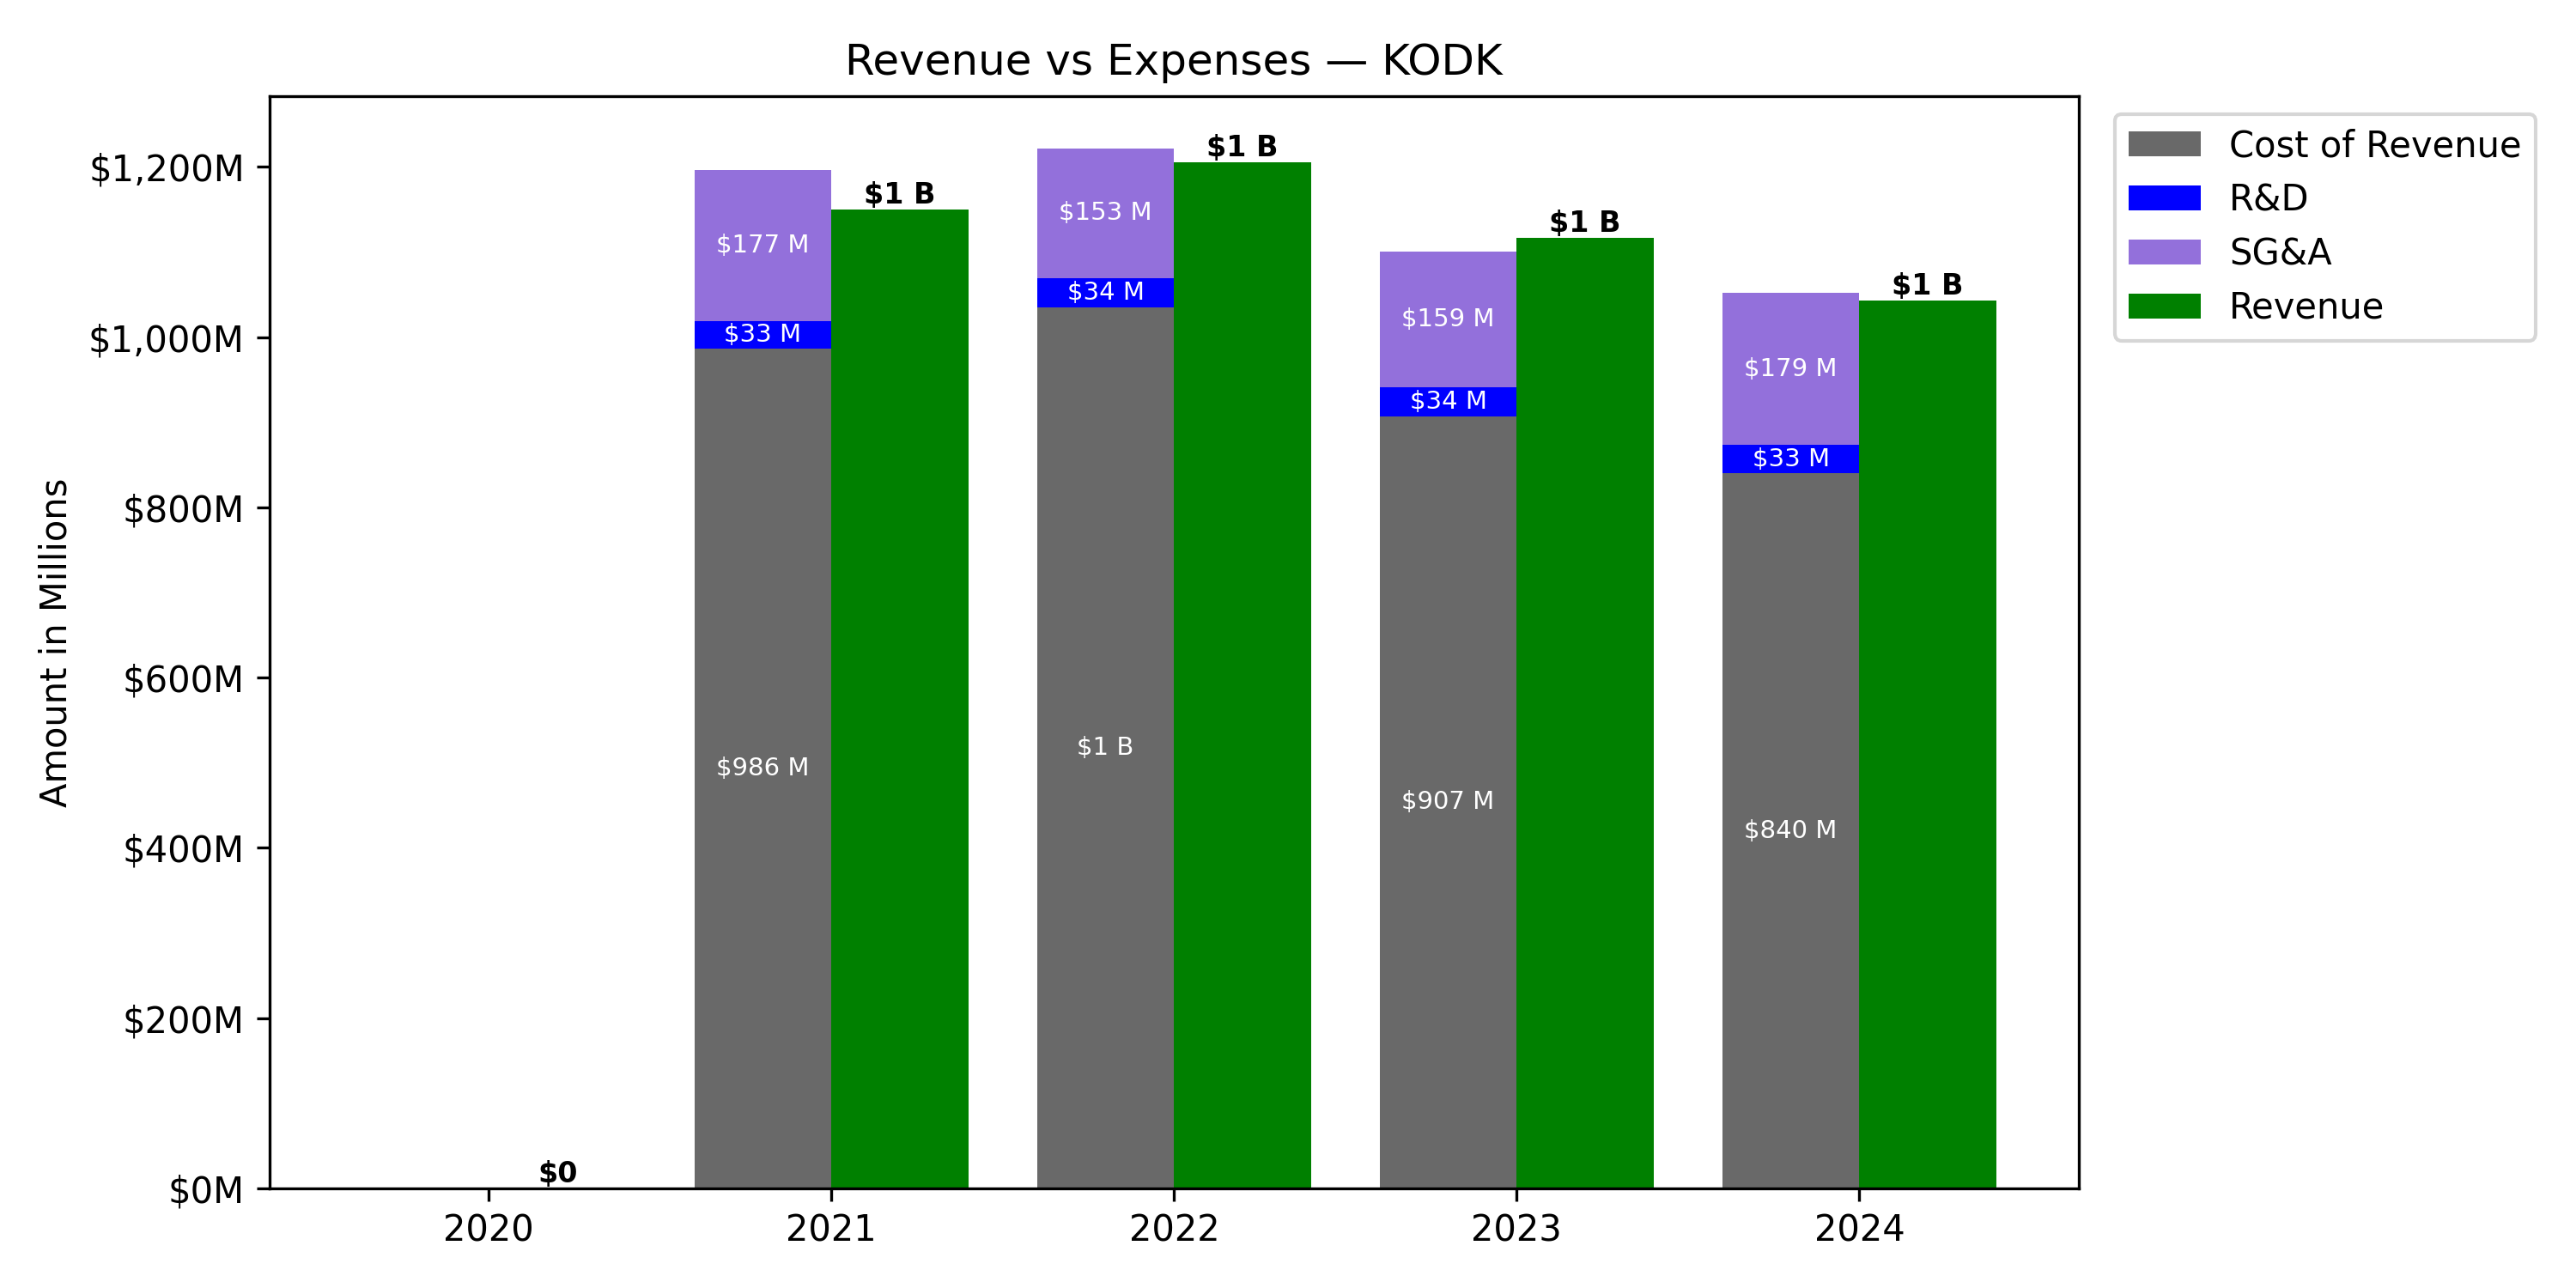 Revenue vs Expenses — KODK
Amount in Millions
$1,200M
$1,000M
$800M
$600M
$400M
$200M
$0M
$0
$177 M
$33 M
$986 M
$1 B
$153 M
$34 M
$1 B
$1 B
$159 M
$34 M
$907 M
$1 B
$179 M
$33 M
$840 M
$1 B
2020
2021
2022
2023
2024
Cost of Revenue
R&D
SG&A
Revenue